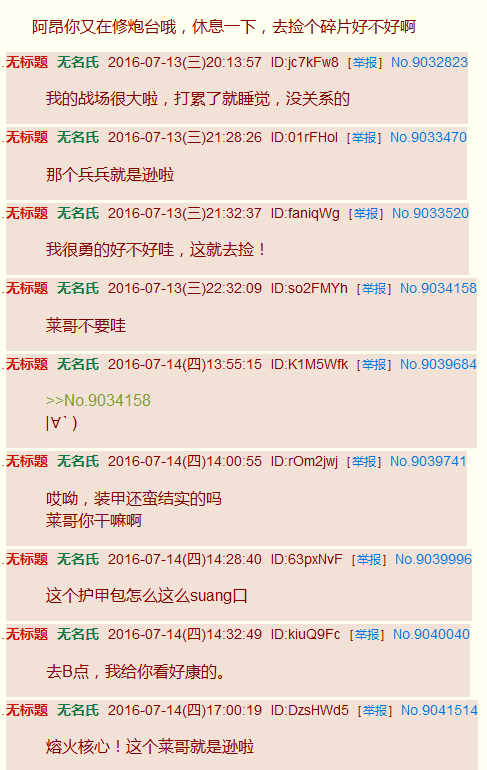 阿昂你又在修炮台哦，休息一下，去捡个碎片好不好啊
无标题 无名氏 2016-07-13(三)20:13:57 ID:jc7kFw8 [举报] No.9032823
我的战场很大啦，打累了就睡觉，没关系的
无标题 无名氏 2016-07-13(三)21:28:26 ID:01rFHol [举报] No.9033470
那个兵兵就是逊啦
无标题 无名氏 2016-07-13(三)21:32:37 ID:faniqWg [举报] No.9033520
我很勇的好不好哇，这就去捡！
无标题 无名氏 2016-07-13(三)22:32:09 ID:so2FMYh [举报] No.9034158
莱哥不要哇
无标题 无名氏 2016-07-14(四)13:55:15 ID:K1M5Wfk [举报] No.9039684
>>No.9034158
|∀` )
无标题 无名氏 2016-07-14(四)14:00:55 ID:rOm2jwj [举报] No.9039741
哎呦，装甲还蛮结实的吗
莱哥你干嘛啊
无标题 无名氏 2016-07-14(四)14:28:40 ID:63pxNvF [举报] No.9039996
这个护甲包怎么这么suang口
无标题 无名氏 2016-07-14(四)14:32:49 ID:kiuQ9Fc [举报] No.9040040
去B点，我给你看好康的。
无标题 无名氏 2016-07-14(四)17:00:19 ID:DzsHWd5 [举报] No.9041514
熔火核心！这个莱哥就是逊啦